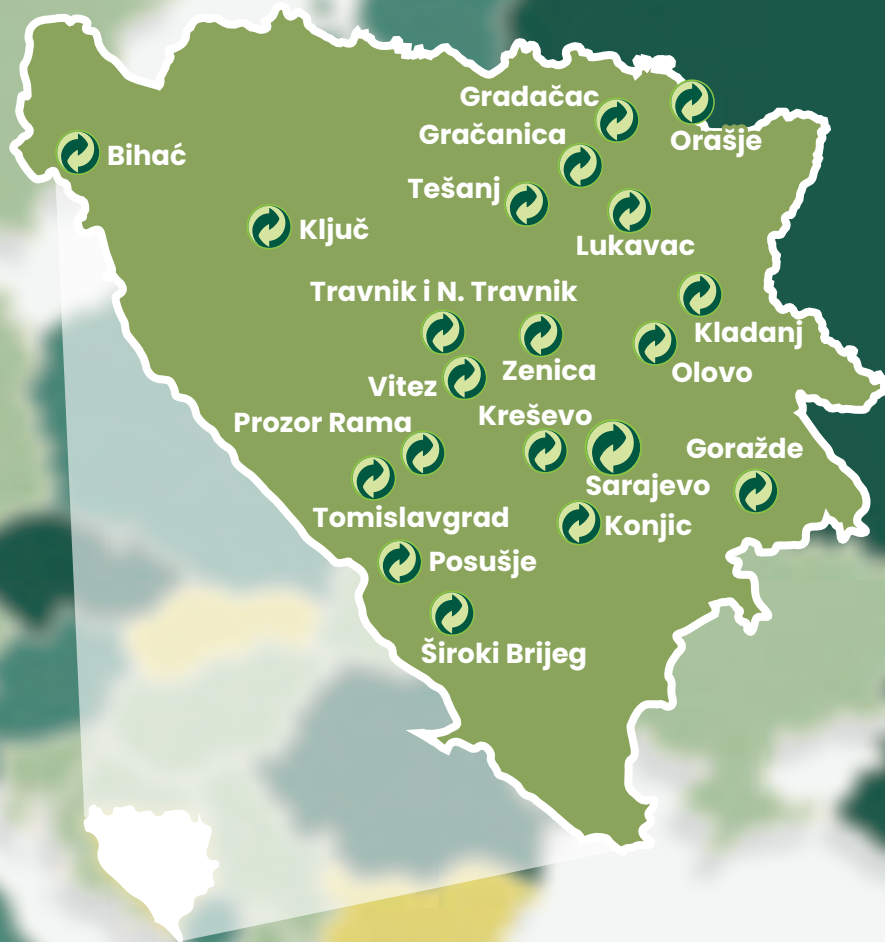 Gradačac
Orašje
Gračanica
Bihać
Tešanj
Ključ
Lukavac
Travnik i N. Travnik
Kladanj
Zenica
Olovo
Vitez
Kreševo
Prozor Rama
Goražde
Sarajevo
Tomislavgrad
Konjic
Posušje
Široki Brijeg